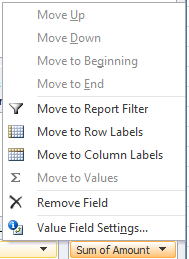 Move Up
Move Down
Move to Beginning
Move to End
Move to Report Filter
Move to Row Labels
Move to Column Labels
Σ Move to Values
Remove Field
Value Field Settings...
Sum of Amount